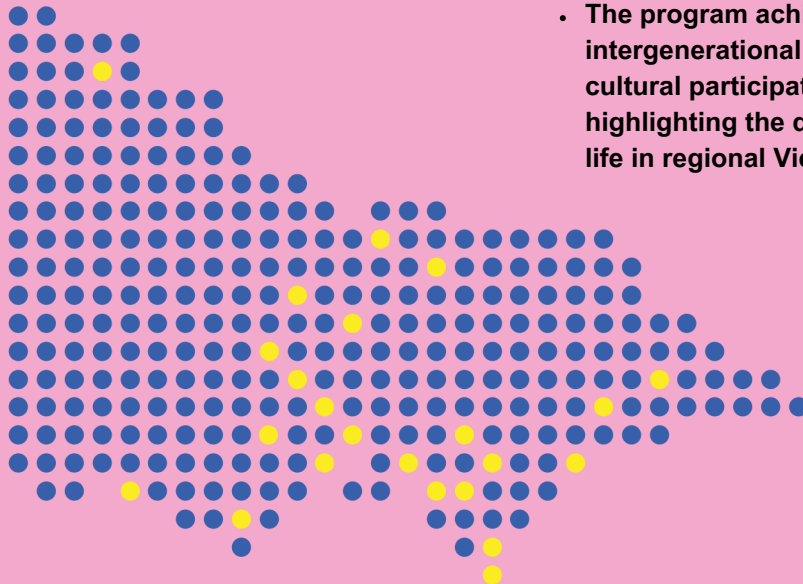 • The program
intergenerational
cultural
highlighting the
life in regional